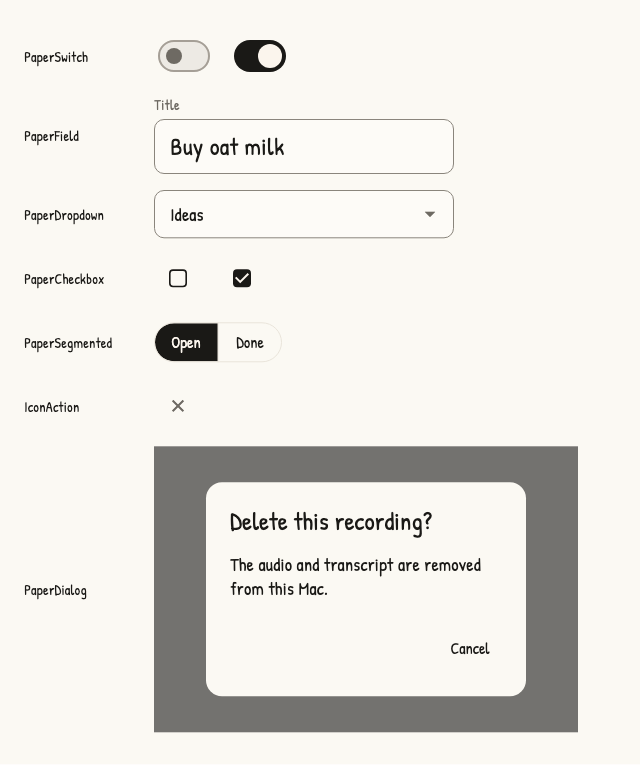 PaperSwitch
Title
PaperField
Buy oat milk
PaperDropdown
Ideas
PaperCheckbox
PaperSegmented
Open
Done
IconAction
PaperDialog
Delete this recording?
The audio and transcript are removed
from this Mac.
Cancel